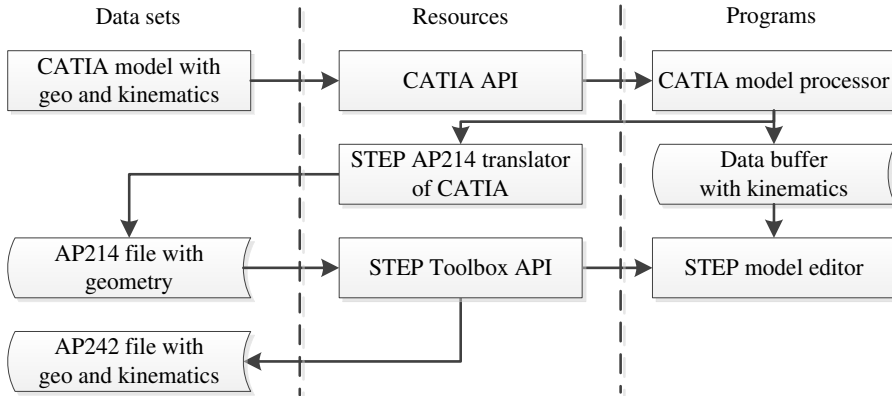 Data sets
Resources
Programs
CATIA model with
geo and kinematics
CATIA API
CATIA model processor
STEP AP214 translator
of CATIA
Data buffer
with kinematics
AP214 file with
geometry
STEP Toolbox API
STEP model editor
AP242 file with
geo and kinematics